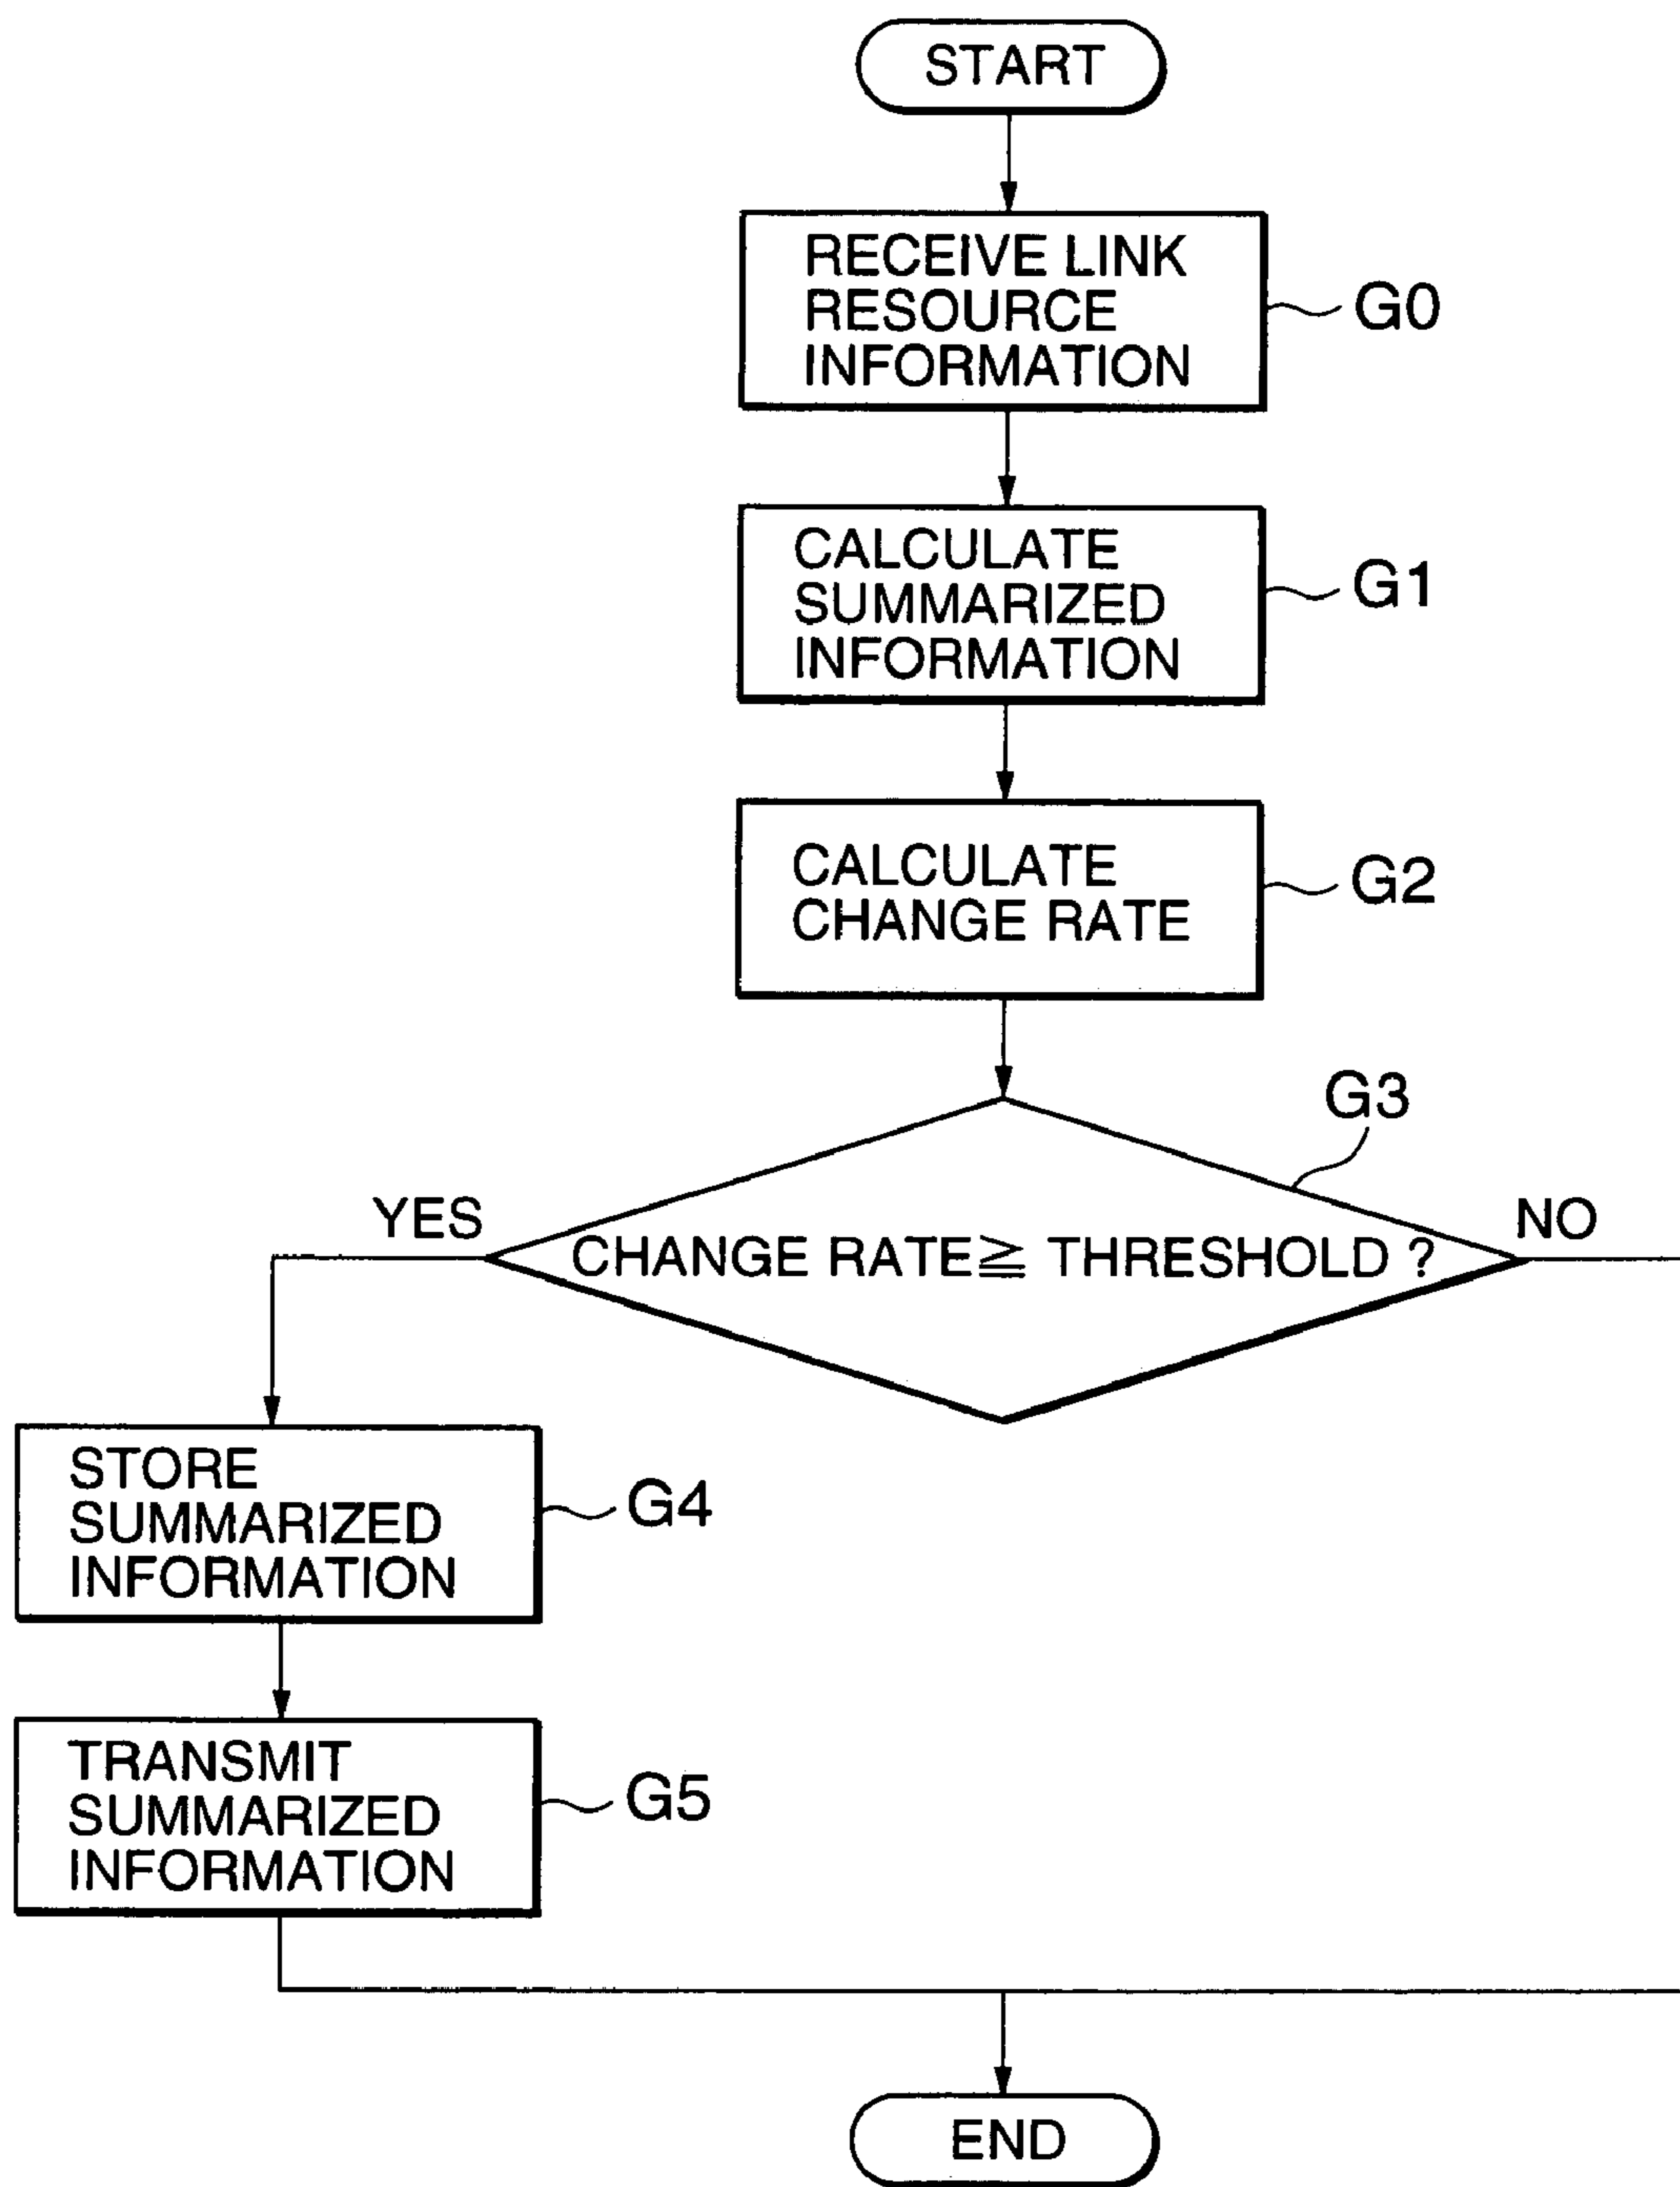 START
RECEIVE LINK
RESOURCE
INFORMATION
G0
CALCULATE
SUMMARIZED
INFORMATION
G1
CALCULATE
CHANGE RATE
G2
G3
YES
CHANGE RATE≧ THRESHOLD ?
NO
STORE
SUMMARIZED
INFORMATION
G4
TRANSMIT
SUMMARIZED
INFORMATION
G5
END